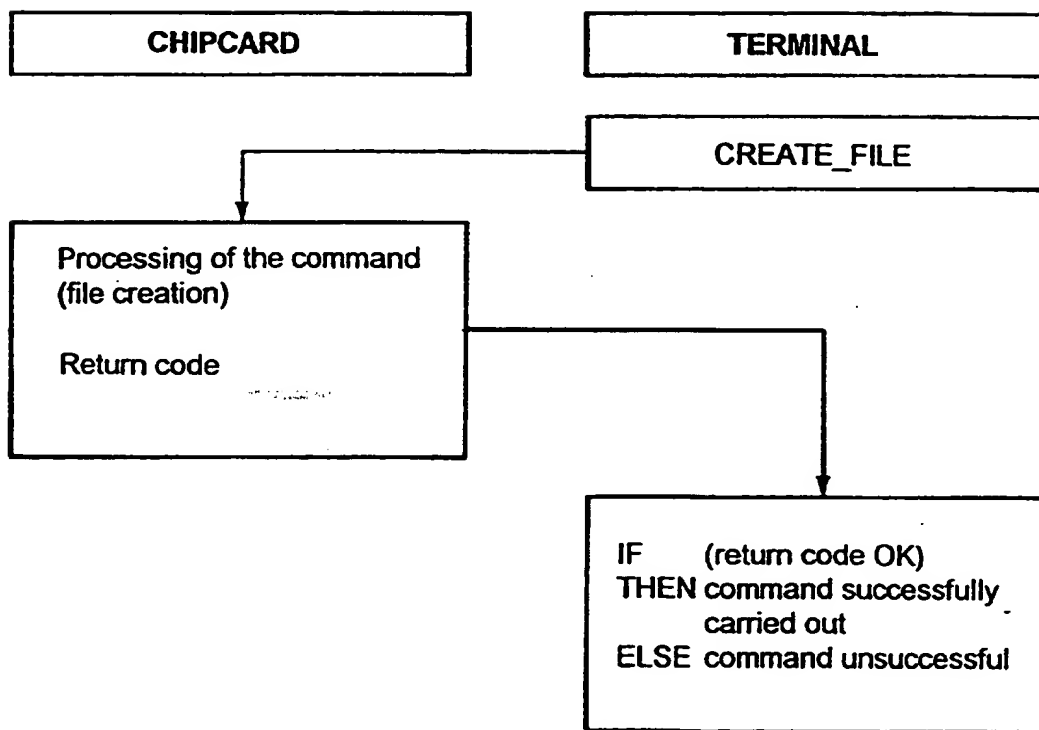 CHIPCARD
TERMINAL
CREATE_FILE
Processing of the command
(file creation)
Return code
IF (return code OK)
THEN command successfully
carried out
ELSE command unsuccessful